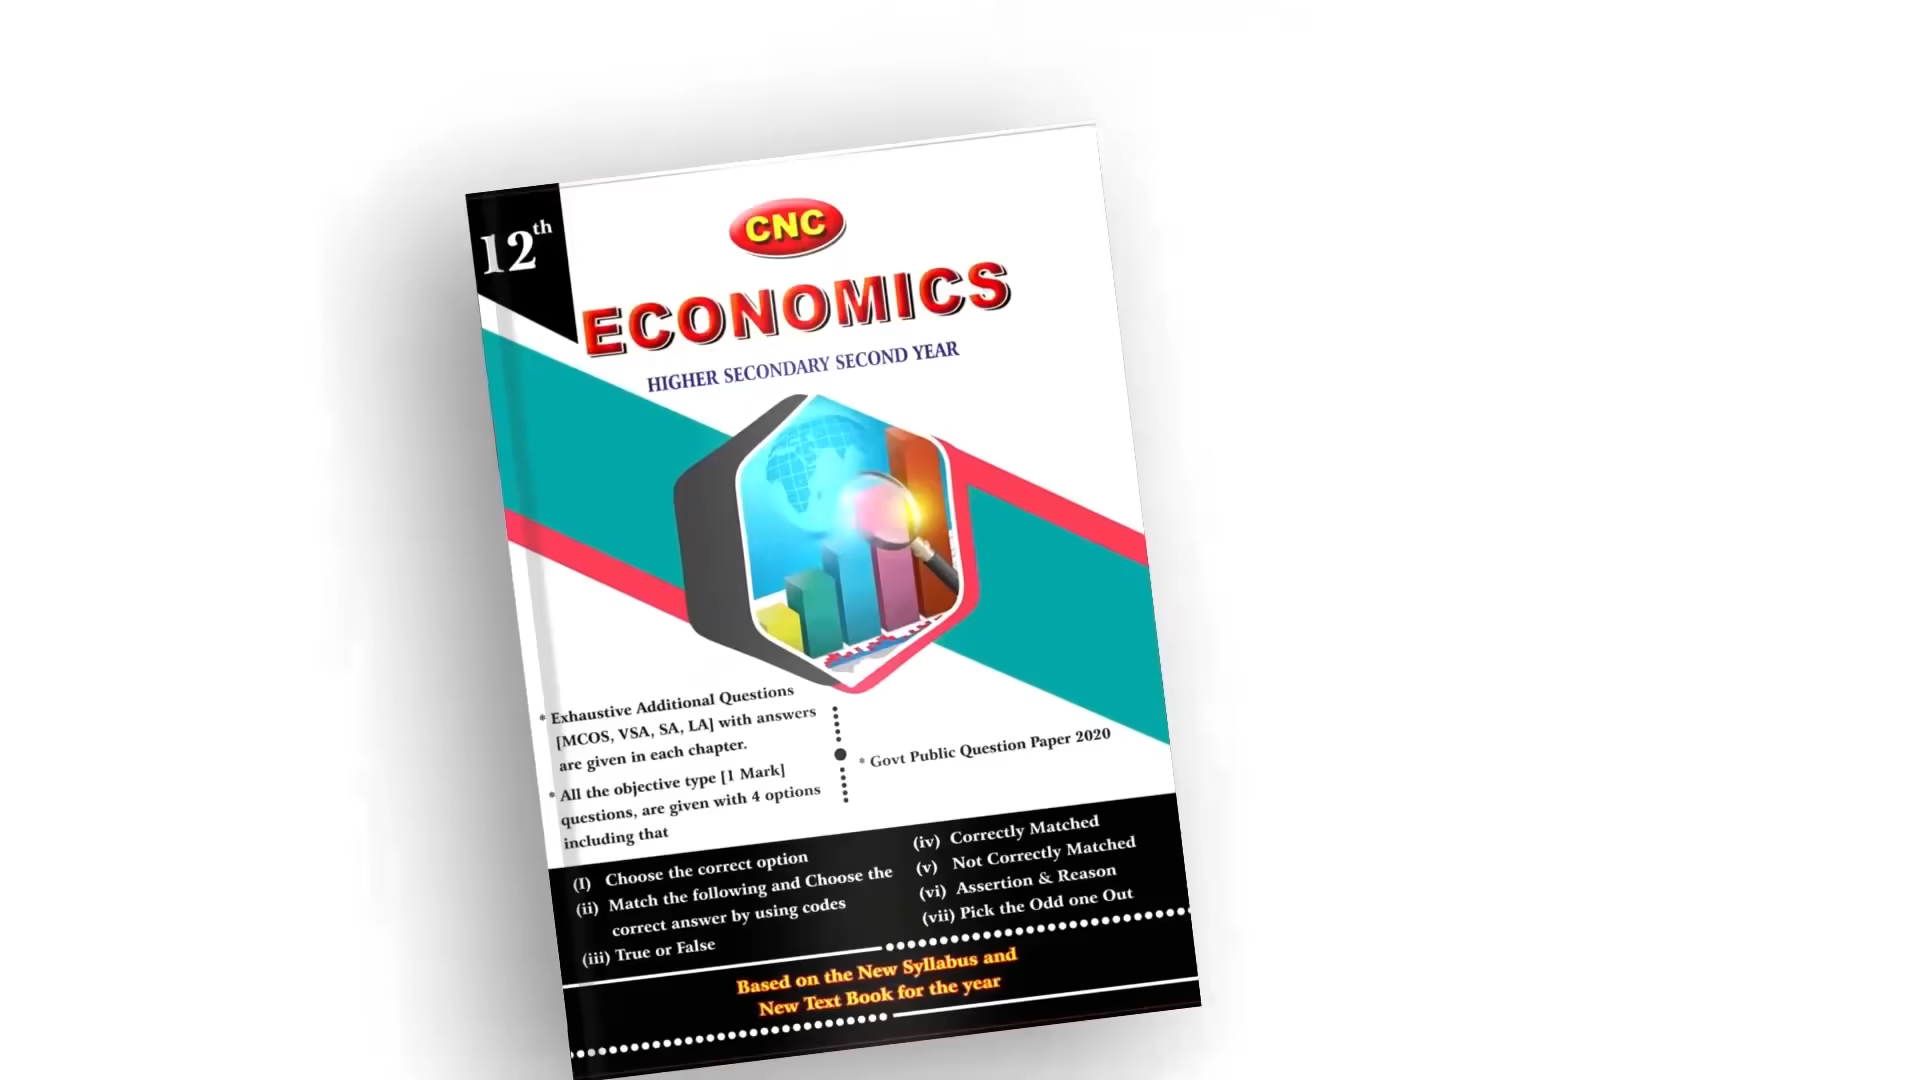 12th
CNC
ECONOMICS
HIGHER SECONDARY SECOND YEAR
* Exhaustive Additional Questions
[MCOS, VSA, SA, LA] with answers
are given in each chapter.
* All the objective type [1 Mark]
questions, are given with 4 options
including that
* Govt Public Question Paper 2020
(I) Choose the correct option
(ii) Match the following and Choose the
correct answer by using codes
(iii) True or False
(iv) Correctly Matched
(v) Not Correctly Matched
(vi) Assertion & Reason
(vii) Pick the Odd one Out
Based on the New Syllabus and
New Text Book for the year